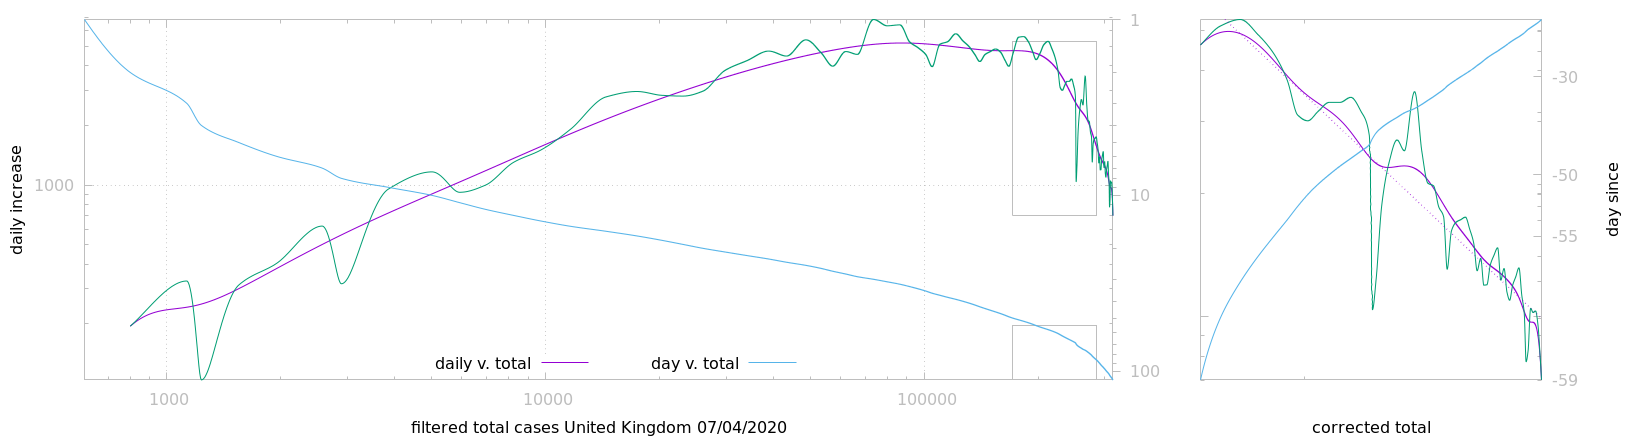 daily increase
1000
daily v. total
day v. total
1
10
100
1000
10000
100000
filtered total cases United Kingdom 07/04/2020
-30
-50
-55
-59
day since
corrected total